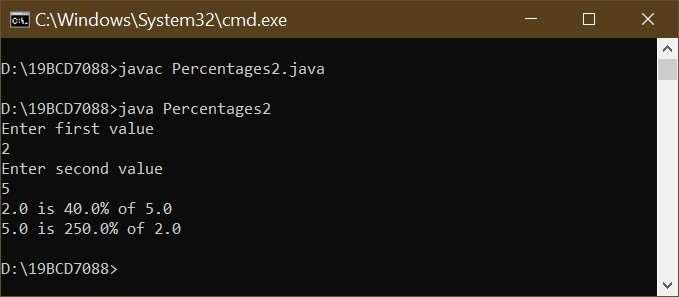 C:\Windows\System32\cmd.exe
D:\19BCD7088>javac Percentages2.java
D:\19BCD7088>java Percentages2
Enter first value
2
Enter second value
5
2.0 is 40.0% of 5.0
5.0 is 250.0% of 2.0
D:\19BCD7088>